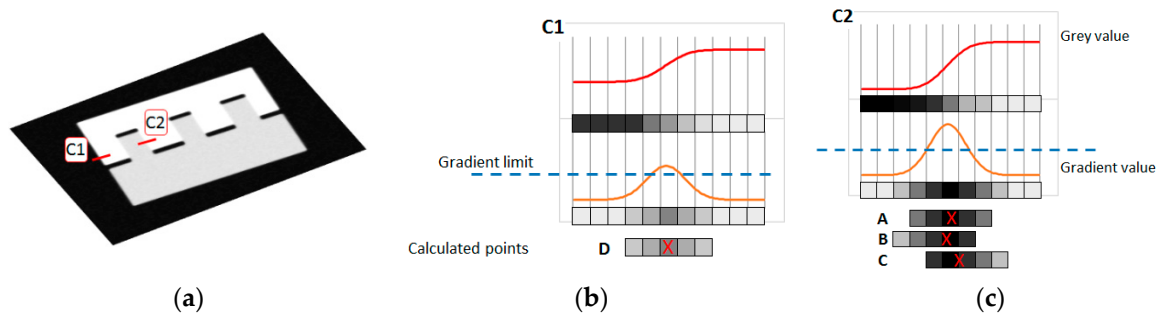 C1
C2
(a)
C1
Gradient limit
Calculated points
D
X
(b)
C2
Grey value
Gradient value
A
X
B
X
C
X
(c)